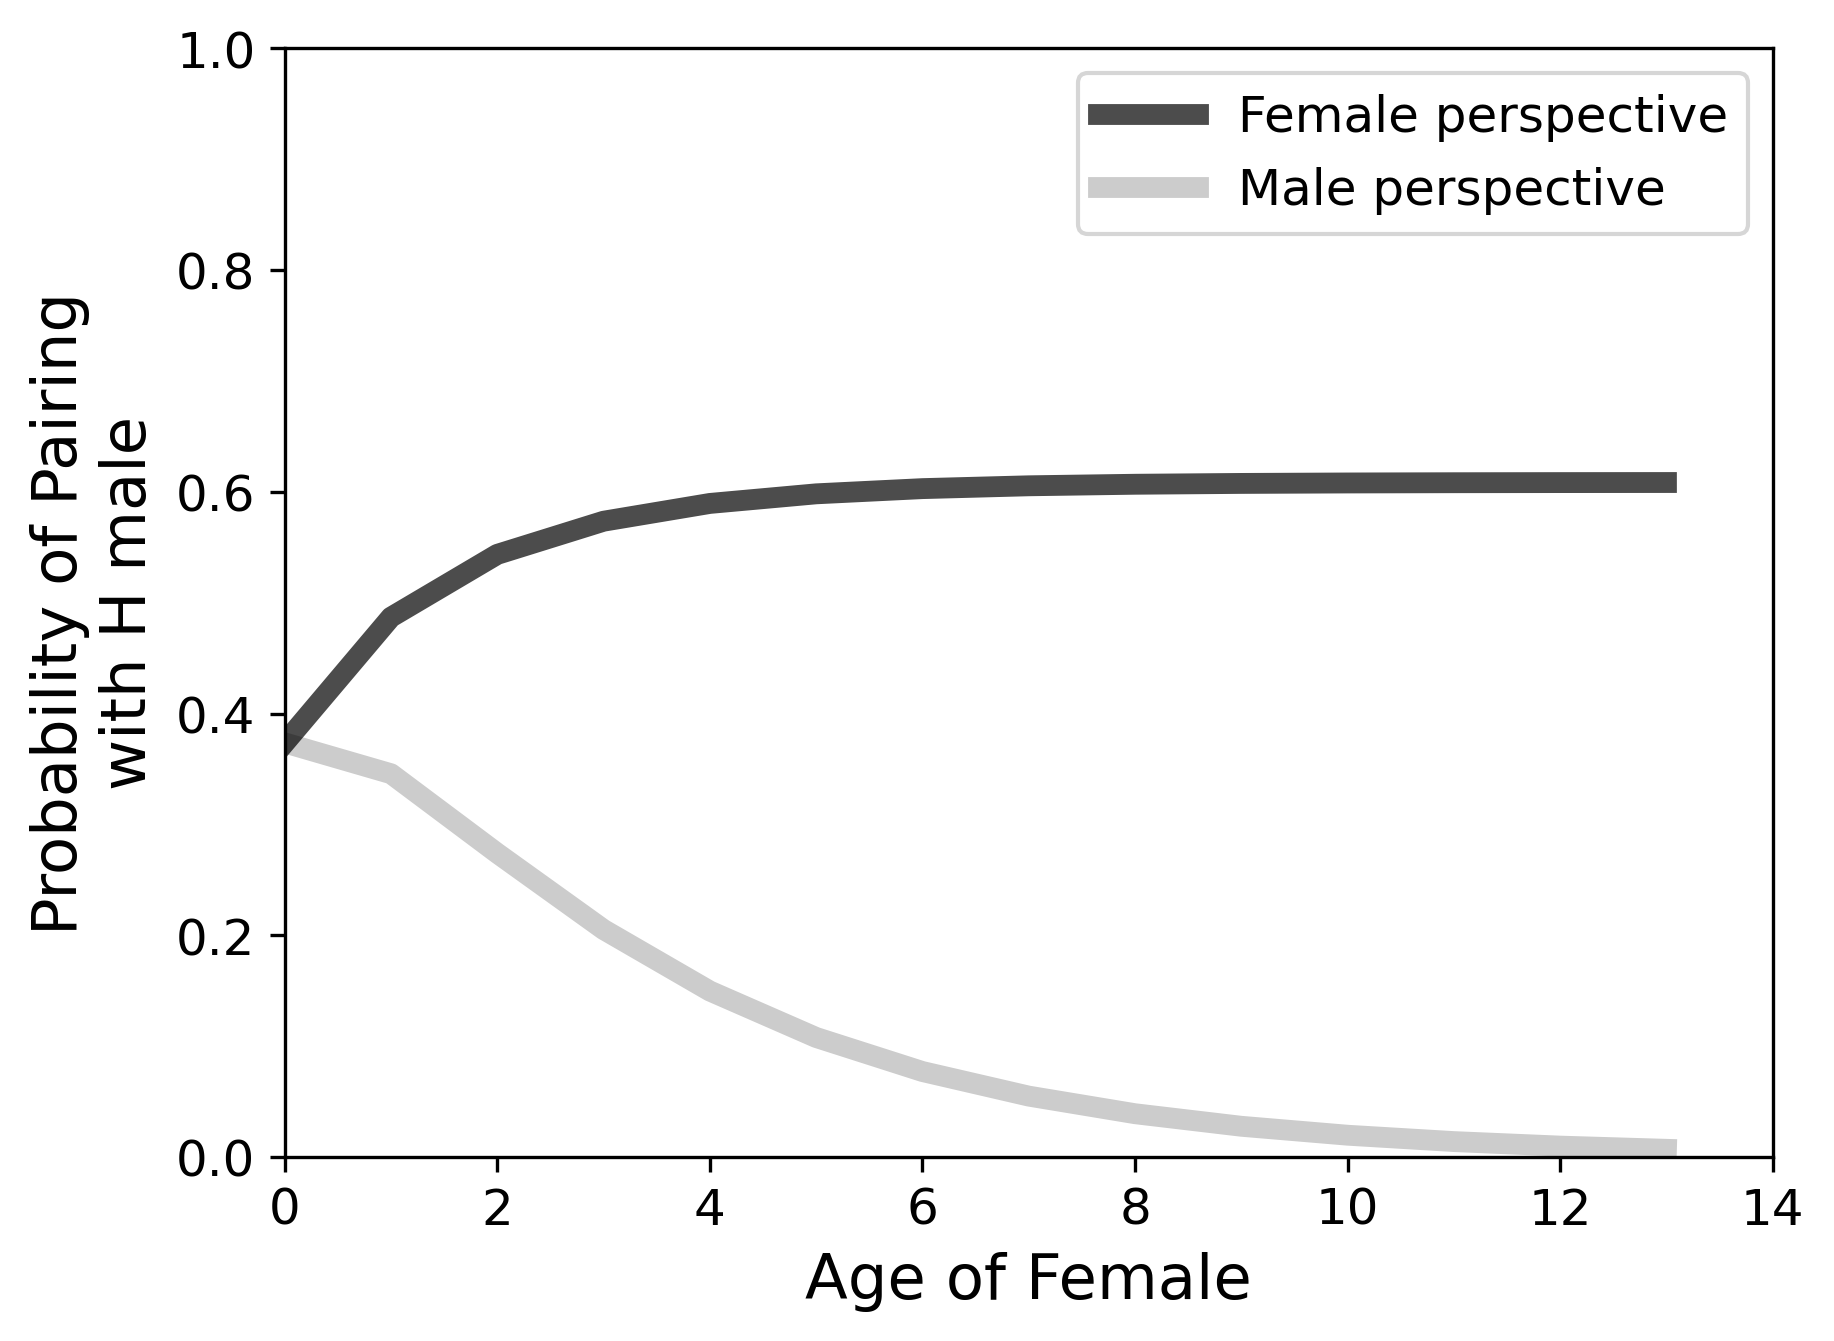 Probability of Pairing
with H male
1.0
0.8
0.6
0.4
0.2
0.0
Female perspective
Male perspective
0 2 4 6 8 10 12 14
Age of Female